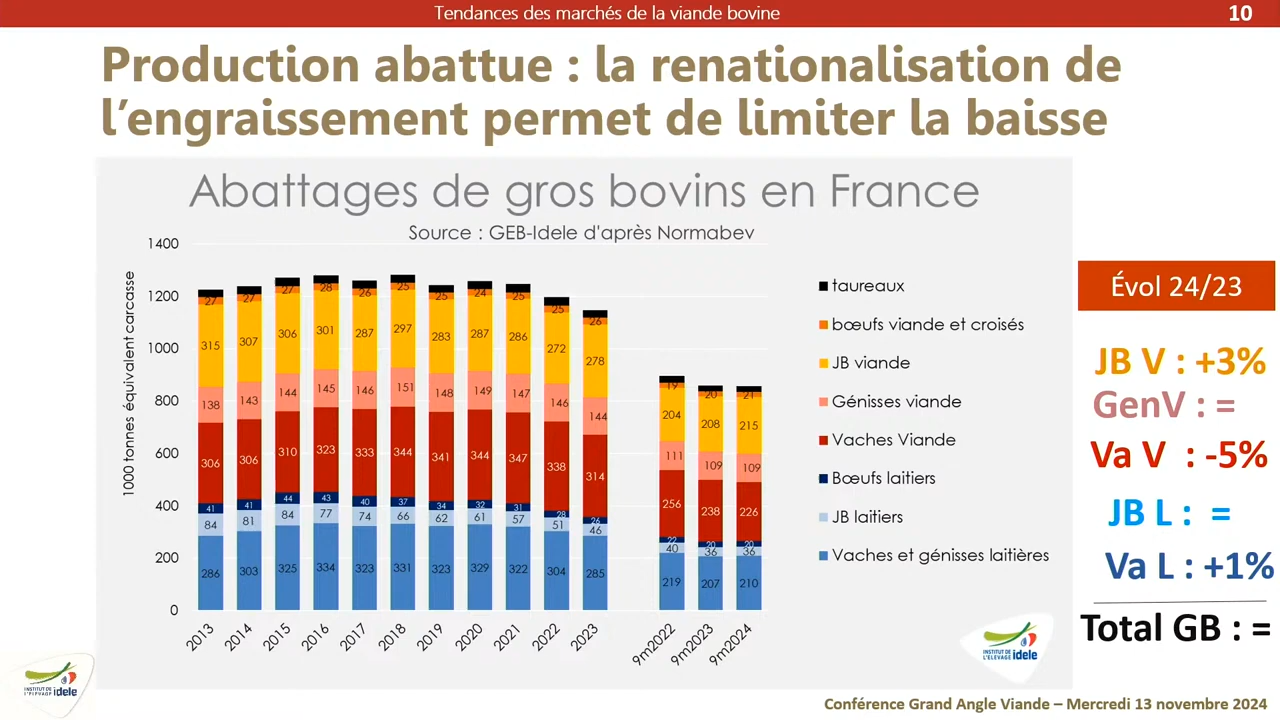 Tendances des marchés de la viande bovine
10
Production abattue : la renationalisation de
l’engraissement permet de limiter la baisse
Abattages de gros bovins en France
Source : GEB-Idele d'après Normabev
1000 tonnes équivalent carcasse
1400
1200
1000
800
600
400
200
0
27 27 27 28 26 25 25 24 25 25 26 19 20 21
315 307 306 301 287 297 283 287 286 272 278 204 208 215
138 143 144 145 146 151 148 149 147 146 144 111 109 109
306 306 310 323 333 344 341 344 347 338 314 256 238 226
41 41 44 43 40 37 34 32 31 28 26 22 20 20
84 81 84 77 74 66 62 61 57 51 46 40 36 36
286 303 325 334 323 331 323 329 322 304 285 219 207 210
2013 2014 2015 2016 2017 2018 2019 2020 2021 2022 2023 9m2022 9m2023 9m2024
taureaux
bœufs viande et croisés
JB viande
Génisses viande
Vaches Viande
Bœufs laitiers
JB laitiers
Vaches et génisses laitières
Évol 24/23
JB V : +3%
GenV : =
Va V : -5%
JB L : =
Va L : +1%
Total GB : =
INSTITUT DE
L'ELEVAGE idele
INSTITUT DE
L'ELEVAGE idele
Conférence Grand Angle Viande – Mercredi 13 novembre 2024